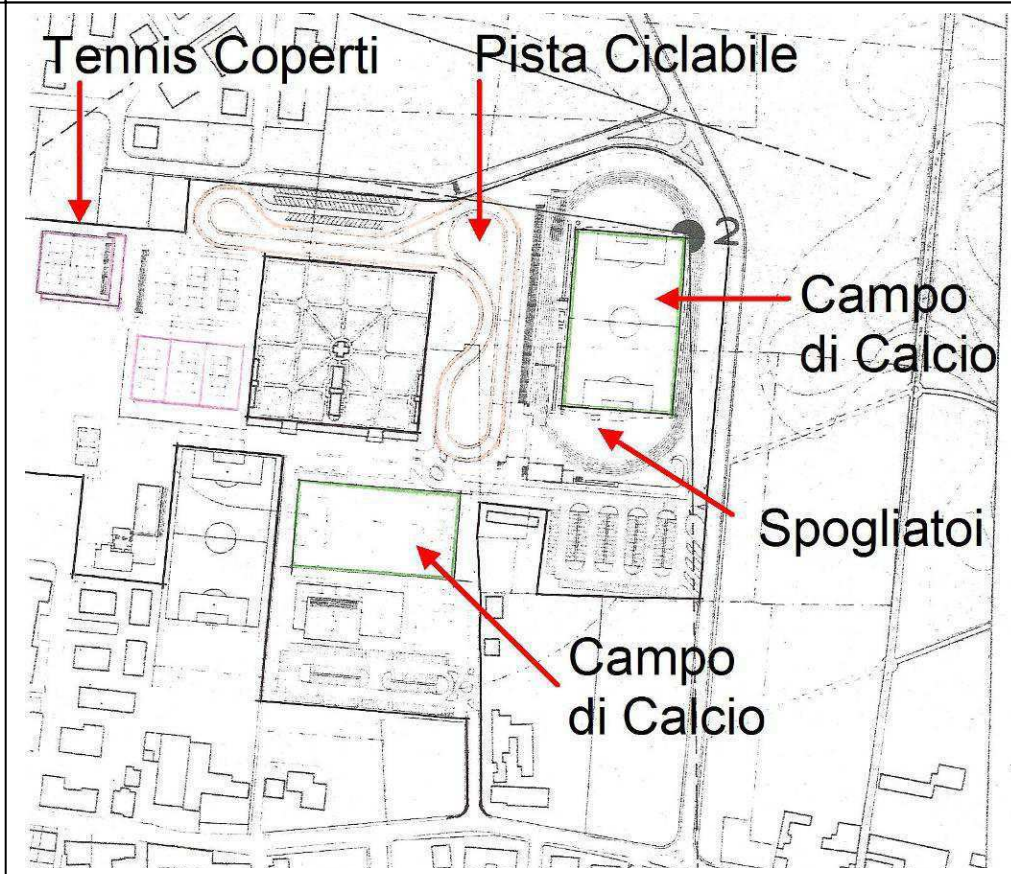 Tennis Coperti
Pista Ciclabile
2
Campo
di Calcio
Spogliatoi
Campo
di Calcio